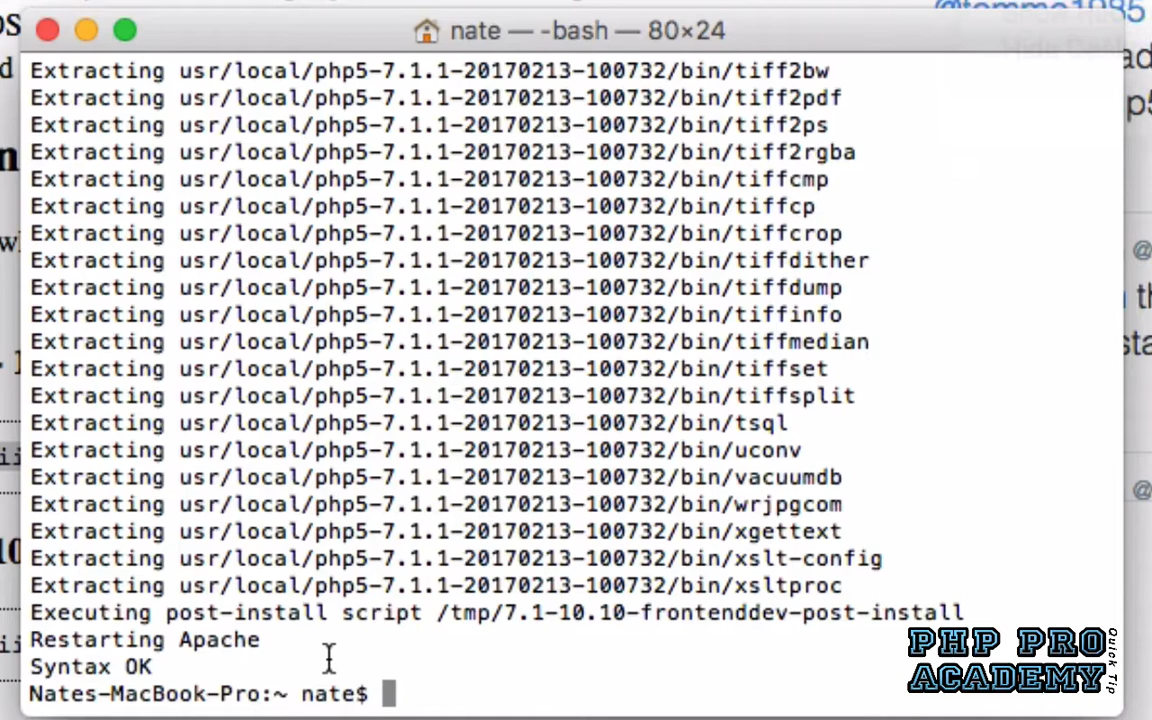 @tommo1985
nate — -bash — 80×24
Extracting usr/local/php5-7.1.1-20170213-100732/bin/tiff2bw
Extracting usr/local/php5-7.1.1-20170213-100732/bin/tiff2pdf
Extracting usr/local/php5-7.1.1-20170213-100732/bin/tiff2ps
Extracting usr/local/php5-7.1.1-20170213-100732/bin/tiff2rgba
Extracting usr/local/php5-7.1.1-20170213-100732/bin/tiffcmp
Extracting usr/local/php5-7.1.1-20170213-100732/bin/tiffcp
Extracting usr/local/php5-7.1.1-20170213-100732/bin/tiffcrop
Extracting usr/local/php5-7.1.1-20170213-100732/bin/tiffdither
Extracting usr/local/php5-7.1.1-20170213-100732/bin/tiffdump
Extracting usr/local/php5-7.1.1-20170213-100732/bin/tiffinfo
Extracting usr/local/php5-7.1.1-20170213-100732/bin/tiffmedian
Extracting usr/local/php5-7.1.1-20170213-100732/bin/tiffset
Extracting usr/local/php5-7.1.1-20170213-100732/bin/tiffsplit
Extracting usr/local/php5-7.1.1-20170213-100732/bin/tsql
Extracting usr/local/php5-7.1.1-20170213-100732/bin/uconv
Extracting usr/local/php5-7.1.1-20170213-100732/bin/vacuumdb
Extracting usr/local/php5-7.1.1-20170213-100732/bin/wrjpgcom
Extracting usr/local/php5-7.1.1-20170213-100732/bin/xgettext
Extracting usr/local/php5-7.1.1-20170213-100732/bin/xslt-config
Extracting usr/local/php5-7.1.1-20170213-100732/bin/xsltproc
Executing post-install script /tmp/7.1-10.10-frontenddev-post-install
Restarting Apache
Syntax OK
Nates-MacBook-Pro:~ nate$
PHP PRO
ACADEMY
Quick Tip